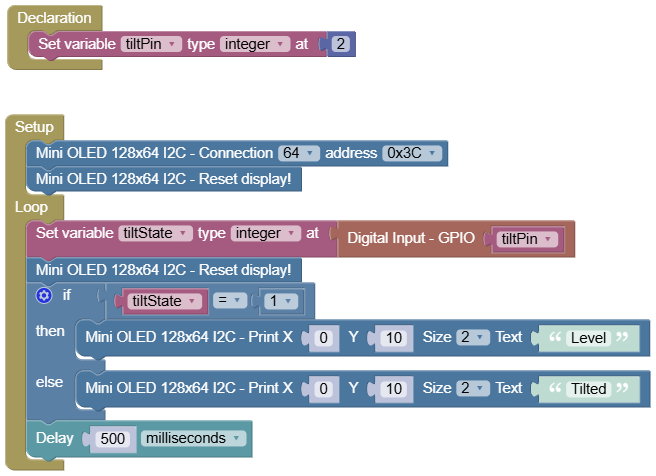 Declaration
Set variable tiltPin type integer at 2
Setup
Mini OLED 128x64 I2C - Connection 64 address 0x3C
Mini OLED 128x64 I2C - Reset display!
Loop
Set variable tiltState type integer at Digital Input - GPIO tiltPin
Mini OLED 128x64 I2C - Reset display!
if tiltState = 1
then Mini OLED 128x64 I2C - Print X 0 Y 10 Size 2 Text “ Level ”
else Mini OLED 128x64 I2C - Print X 0 Y 10 Size 2 Text “ Tilted ”
Delay 500 milliseconds